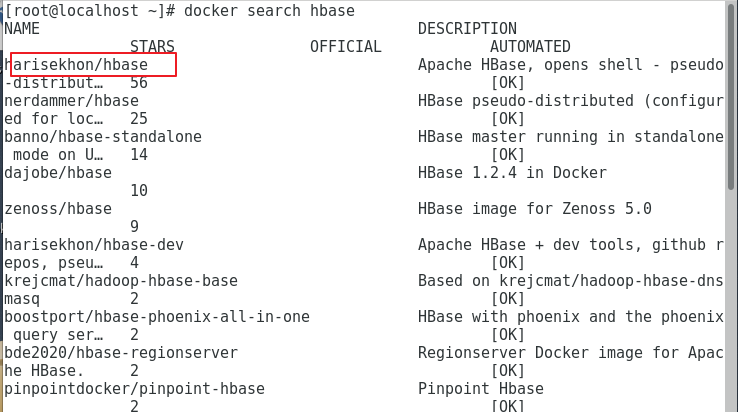 [root@localhost ~]# docker search hbase
NAME DESCRIPTION
STARS OFFICIAL AUTOMATED
harisekhon/hbase Apache HBase, opens shell - pseudo
-distribut… 56 [OK]
nerdammer/hbase HBase pseudo-distributed (configur
ed for loc… 25 [OK]
banno/hbase-standalone HBase master running in standalone
mode on U… 14 [OK]
dajobe/hbase HBase 1.2.4 in Docker
10
zenoss/hbase HBase image for Zenoss 5.0
9
harisekhon/hbase-dev Apache HBase + dev tools, github r
epos, pseu… 4 [OK]
krejcmat/hadoop-hbase-base Based on krejcmat/hadoop-hbase-dns
masq 2 [OK]
boostport/hbase-phoenix-all-in-one HBase with phoenix and the phoenix
query ser… 2 [OK]
bde2020/hbase-regionserver Regionserver Docker image for Apac
he HBase. 2 [OK]
pinpointdocker/pinpoint-hbase Pinpoint Hbase
2 [OK]